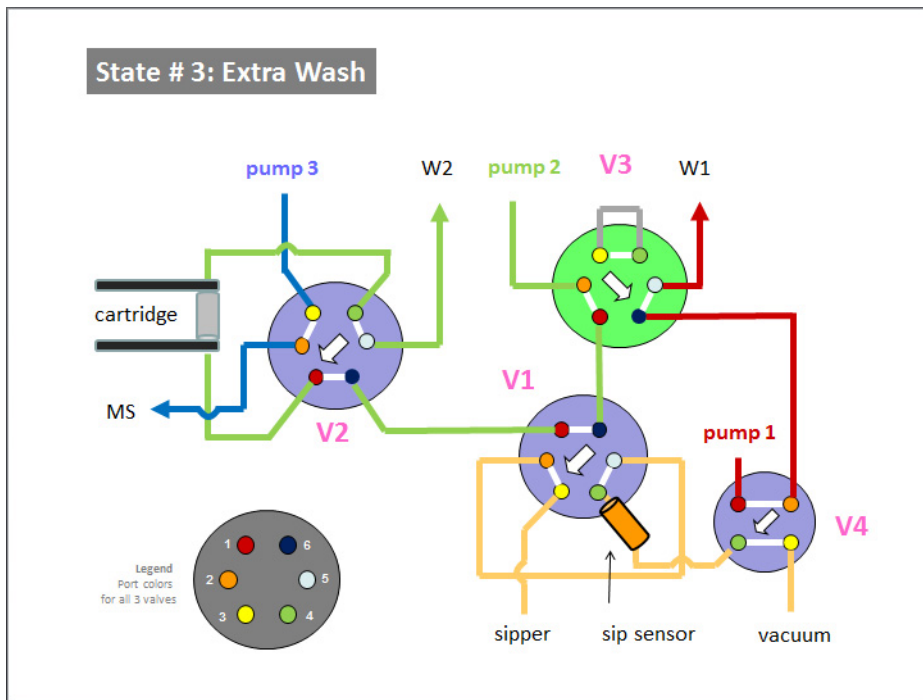 State # 3: Extra Wash
pump 3
W2
pump 2
V3
W1
cartridge
MS
V2
V1
pump 1
V4
Legend
Port colors
for all 3 valves
1
6
2
5
3
4
sipper
sip sensor
vacuum